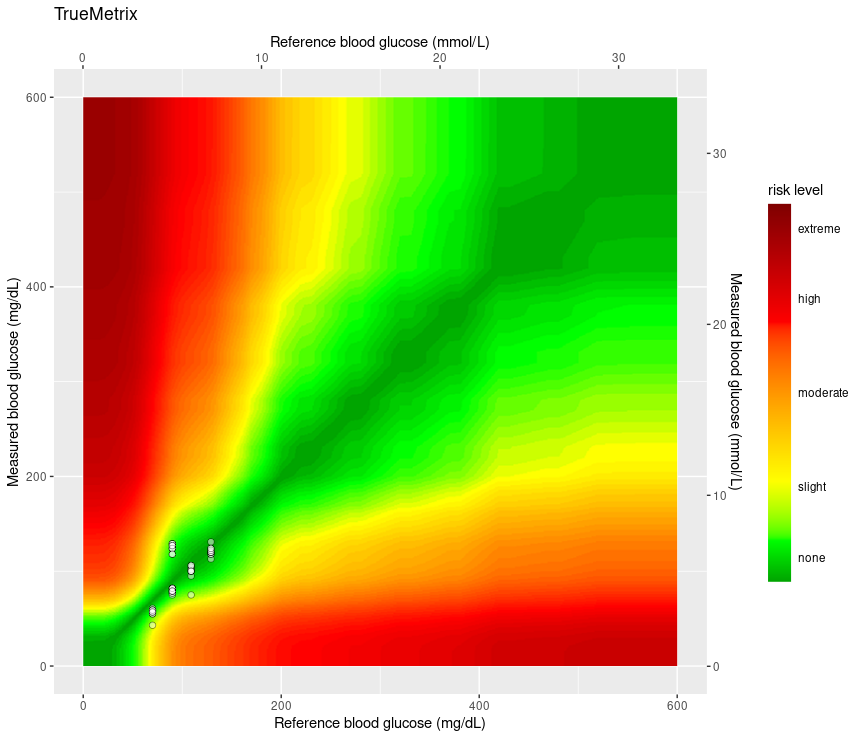 TrueMetrix
Reference blood glucose (mmol/L)
0 10 20 30
600
400
200
0
Measured blood glucose (mg/dL)
30
20
10
0
Measured blood glucose (mmol/L)
0 200 400 600
Reference blood glucose (mg/dL)
risk level
extreme
high
moderate
slight
none